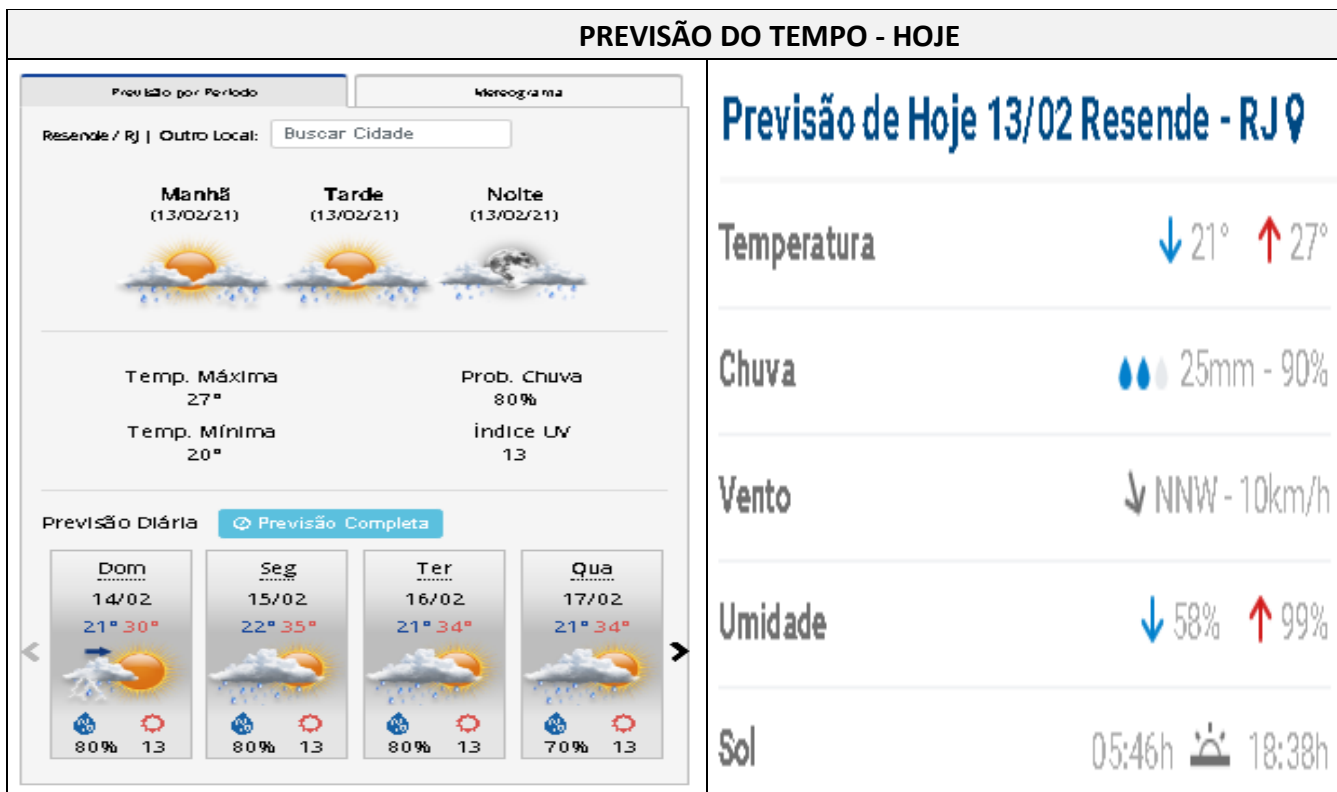 PREVISÃO DO TEMPO - HOJE
Previsão por Período
Meteograma
Resende / RJ | Outro Local: Buscar Cidade
Manhã Tarde Noite
(13/02/21) (13/02/21) (13/02/21)
Temp. Máxima Prob. Chuva
27° 80%
Temp. Mínima Índice UV
20° 13
Previsão Diária Previsão Completa
Dom Seg Ter Qua
14/02 15/02 16/02 17/02
21° 30° 22° 35° 21° 34° 21° 34°
80% 13 80% 13 80% 13 70% 13
Previsão de Hoje 13/02 Resende - RJ
Temperatura 21° 27°
Chuva 25mm - 90%
Vento NNW - 10km/h
Umidade 58% 99%
Sol 05:46h 18:38h